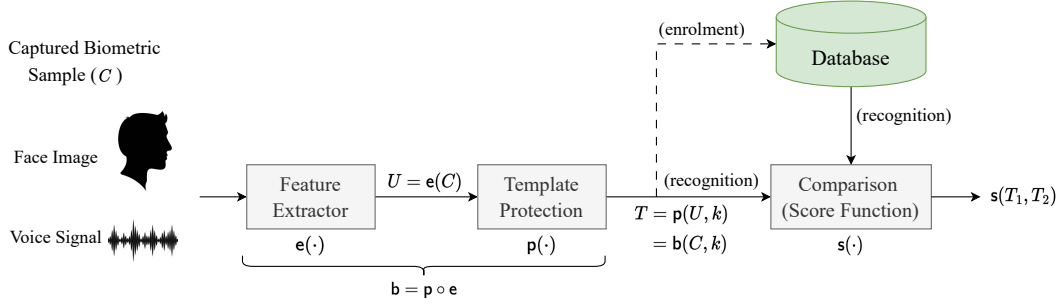 Captured Biometric
Sample (C)
Face Image
Voice Signal
Feature
Extractor
e(·)
U = e(C)
Template
Protection
p(·)
b = p ∘ e
(enrolment)
(recognition)
T = p(U, k)
= b(C, k)
Database
(recognition)
Comparison
(Score Function)
s(·)
s(T₁, T₂)